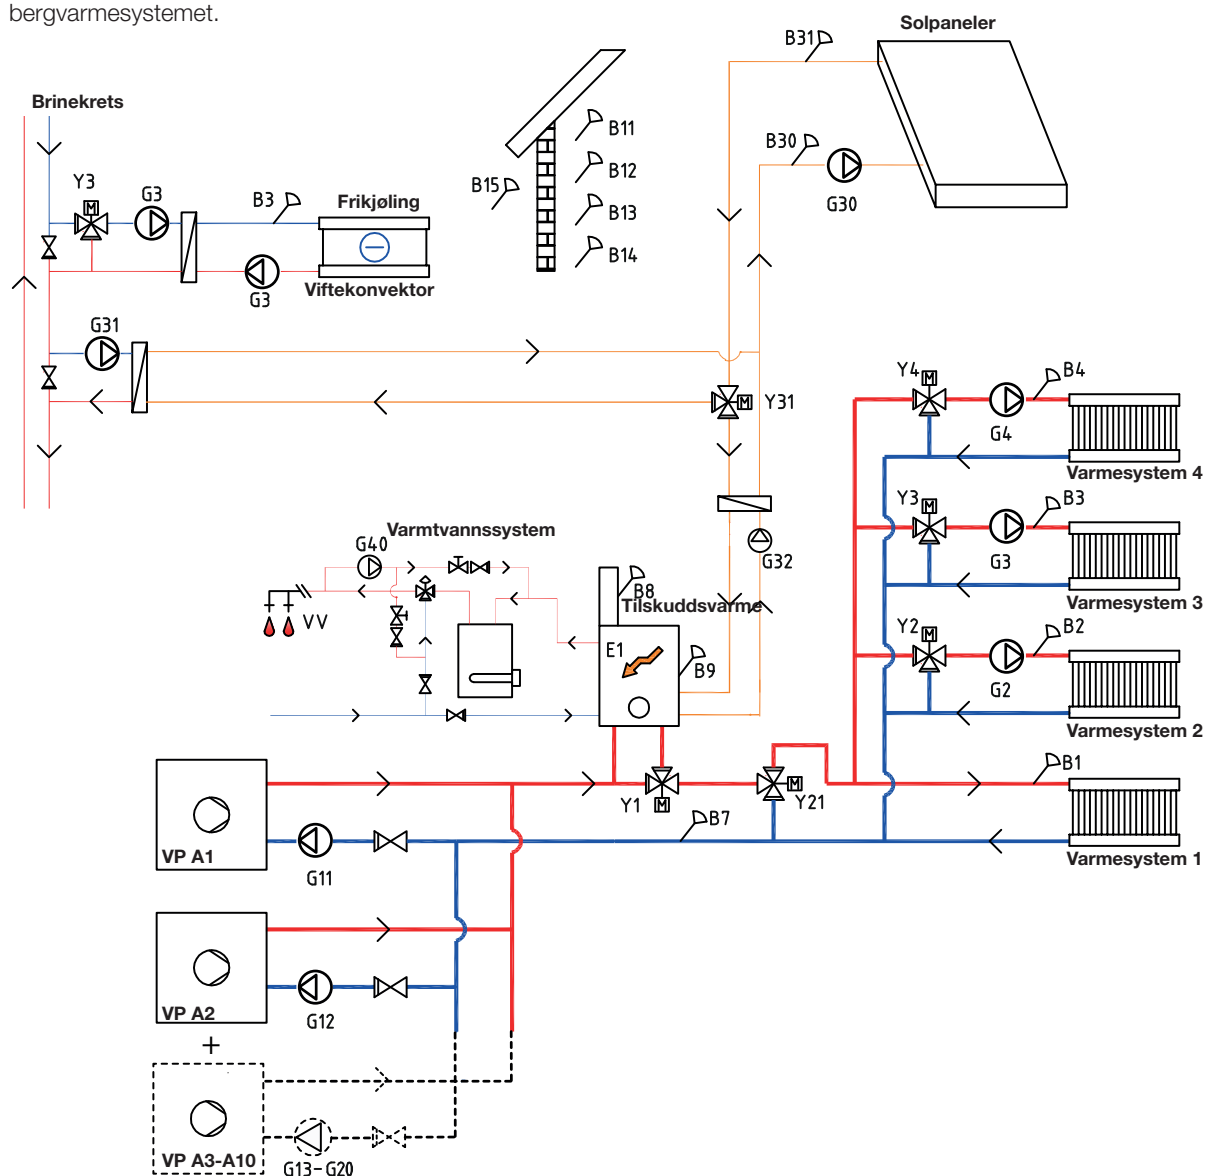 bergvarmesystemet.
Solpaneler
B31
Brinekrets
B11
B30
B12
Y3
G3
B3
Frikjøling
B15
G30
B13
B14
G3
Viftekonvektor
G31
Y4
B4
Y31
G4
Varmesystem 4
Y3
B3
Varmtvannssystem
G40
G32
G3
B8
Varmesystem 3
Tilskuddsvarme
VV
Y2
B2
E1
B9
G2
Varmesystem 2
B1
Y1
Y21
B7
VP A1
G11
Varmesystem 1
VP A2
G12
+
VP A3-A10
G13-G20
M
M
M
M
M
M
M